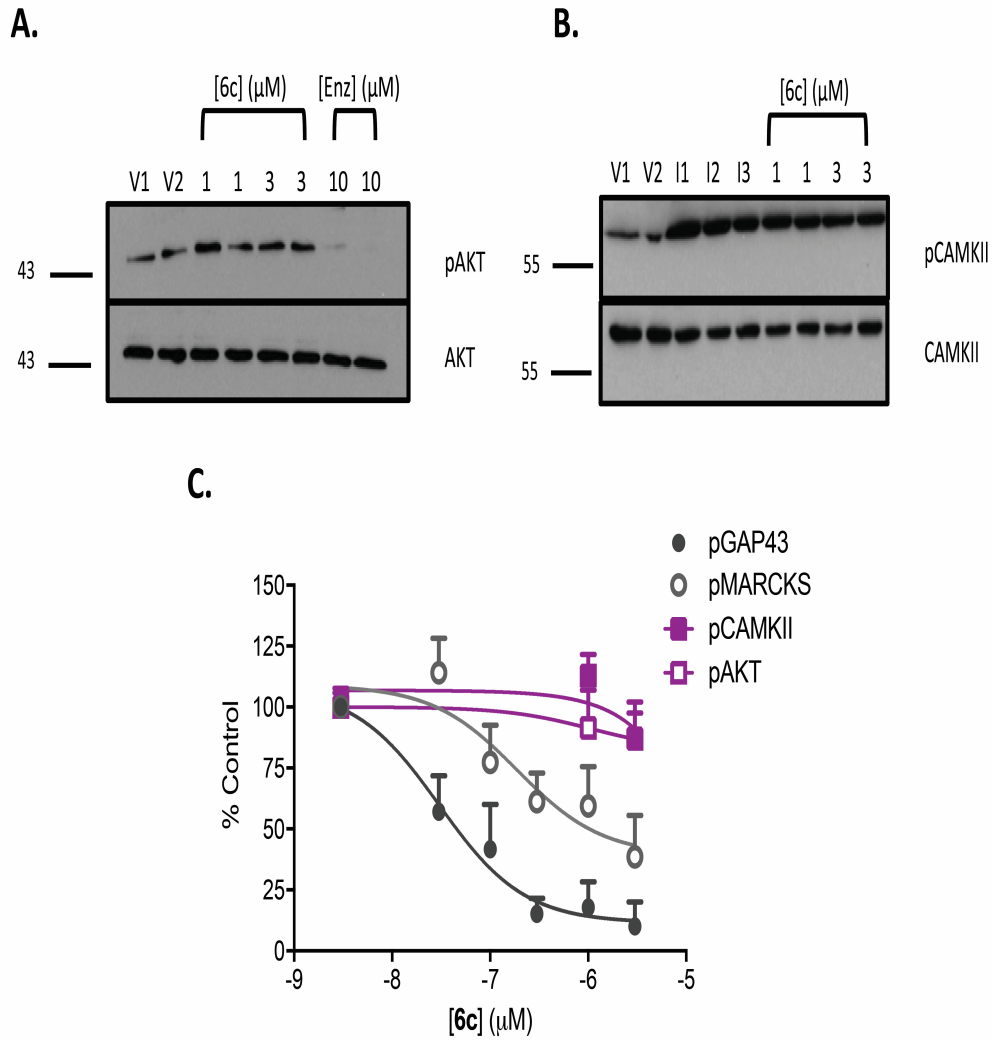 A.
[6c] (μM) [Enz] (μM)
V1 V2 1 1 3 3 10 10
43 pAKT
43 AKT
B.
[6c] (μM)
V1 V2 I1 I2 I3 1 1 3 3
55 pCAMKII
55 CAMKII
C.
pGAP43
pMARCKS
pCAMKII
pAKT
% Control
150
125
100
75
50
25
0
-9 -8 -7 -6 -5
[6c] (μM)